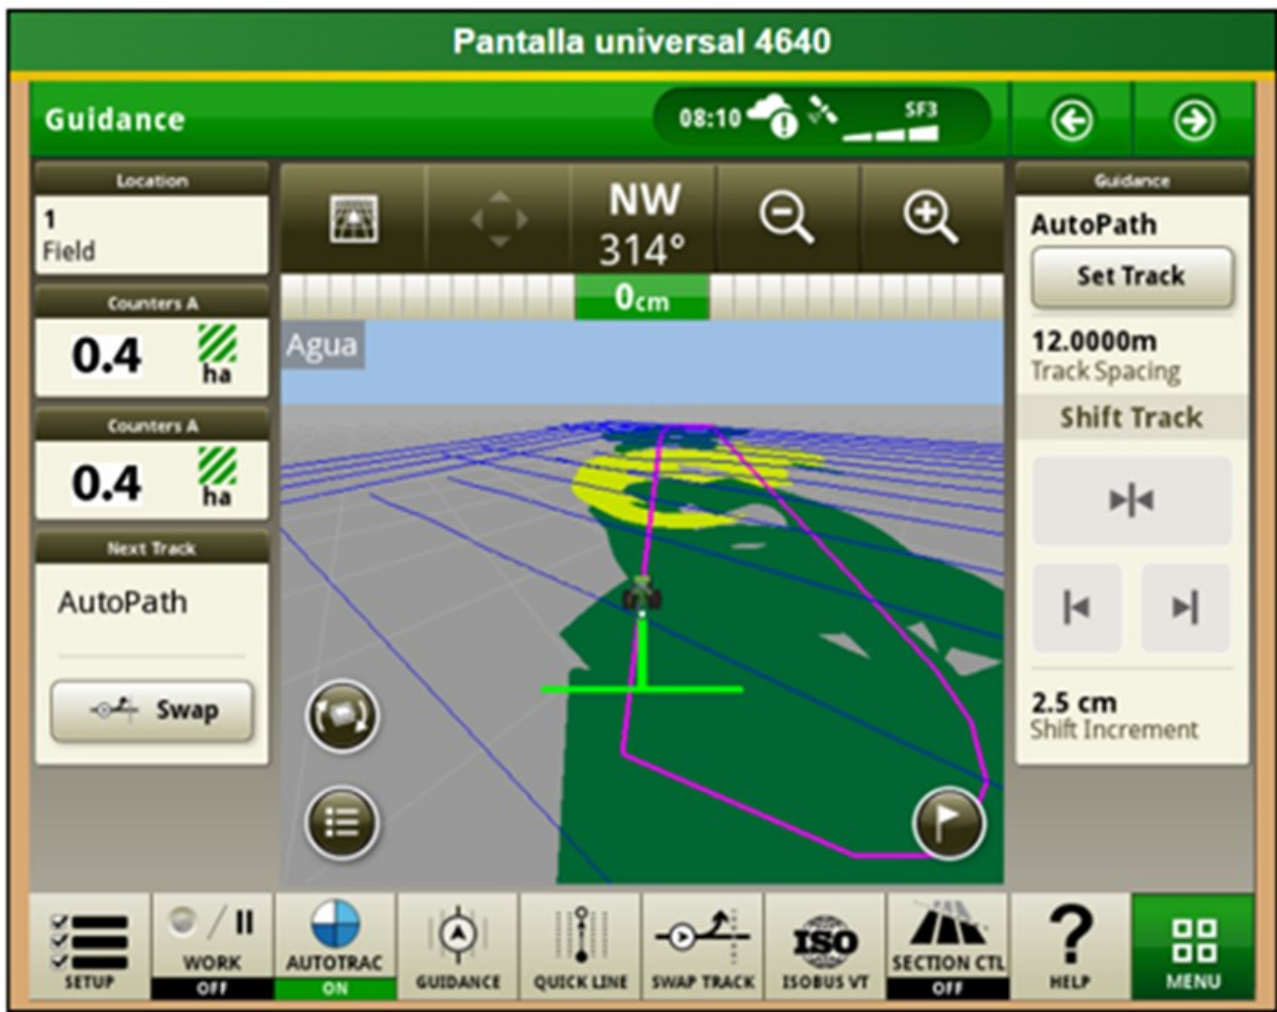 Pantalla universal 4640
Guidance
08:10
SF3
Location
1
Field
Counters A
0.4
ha
Counters A
0.4
ha
Next Track
AutoPath
Swap
NW
314°
0cm
Agua
Guidance
AutoPath
Set Track
12.0000m
Track Spacing
Shift Track
2.5 cm
Shift Increment
SETUP
WORK
OFF
AUTOTRAC
ON
GUIDANCE
QUICK LINE
SWAP TRACK
ISO
ISOBUS VT
SECTION CTL
OFF
?
HELP
MENU